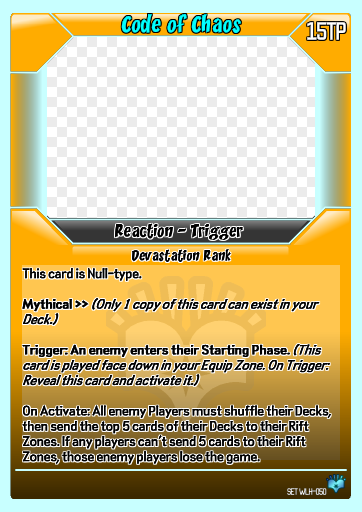 Code of Chaos
15TP
Reaction - Trigger
Devastation Rank
This card is Null-type.
Mythical >> (Only 1 copy of this card can exist in your
Deck.)
Trigger: An enemy enters their Starting Phase. (This
card is played face down in your Equip Zone. On Trigger:
Reveal this card and activate it.)
On Activate: All enemy Players must shuffle their Decks,
then send the top 5 cards of their Decks to their Rift
Zones. If any players can't send 5 cards to their Rift
Zones, those enemy players lose the game.
SET WLH-050